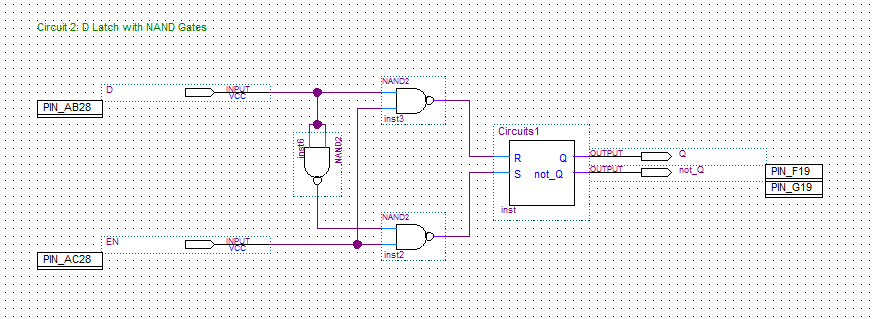 Circuit 2: D Latch with NAND Gates
D
INPUT
VCC
PIN_AB28
NAND2
inst3
inst6
NAND2
Circuits1
R
Q
S
not_Q
inst
OUTPUT
Q
OUTPUT
not_Q
PIN_F19
PIN_G19
NAND2
inst2
EN
INPUT
VCC
PIN_AC28